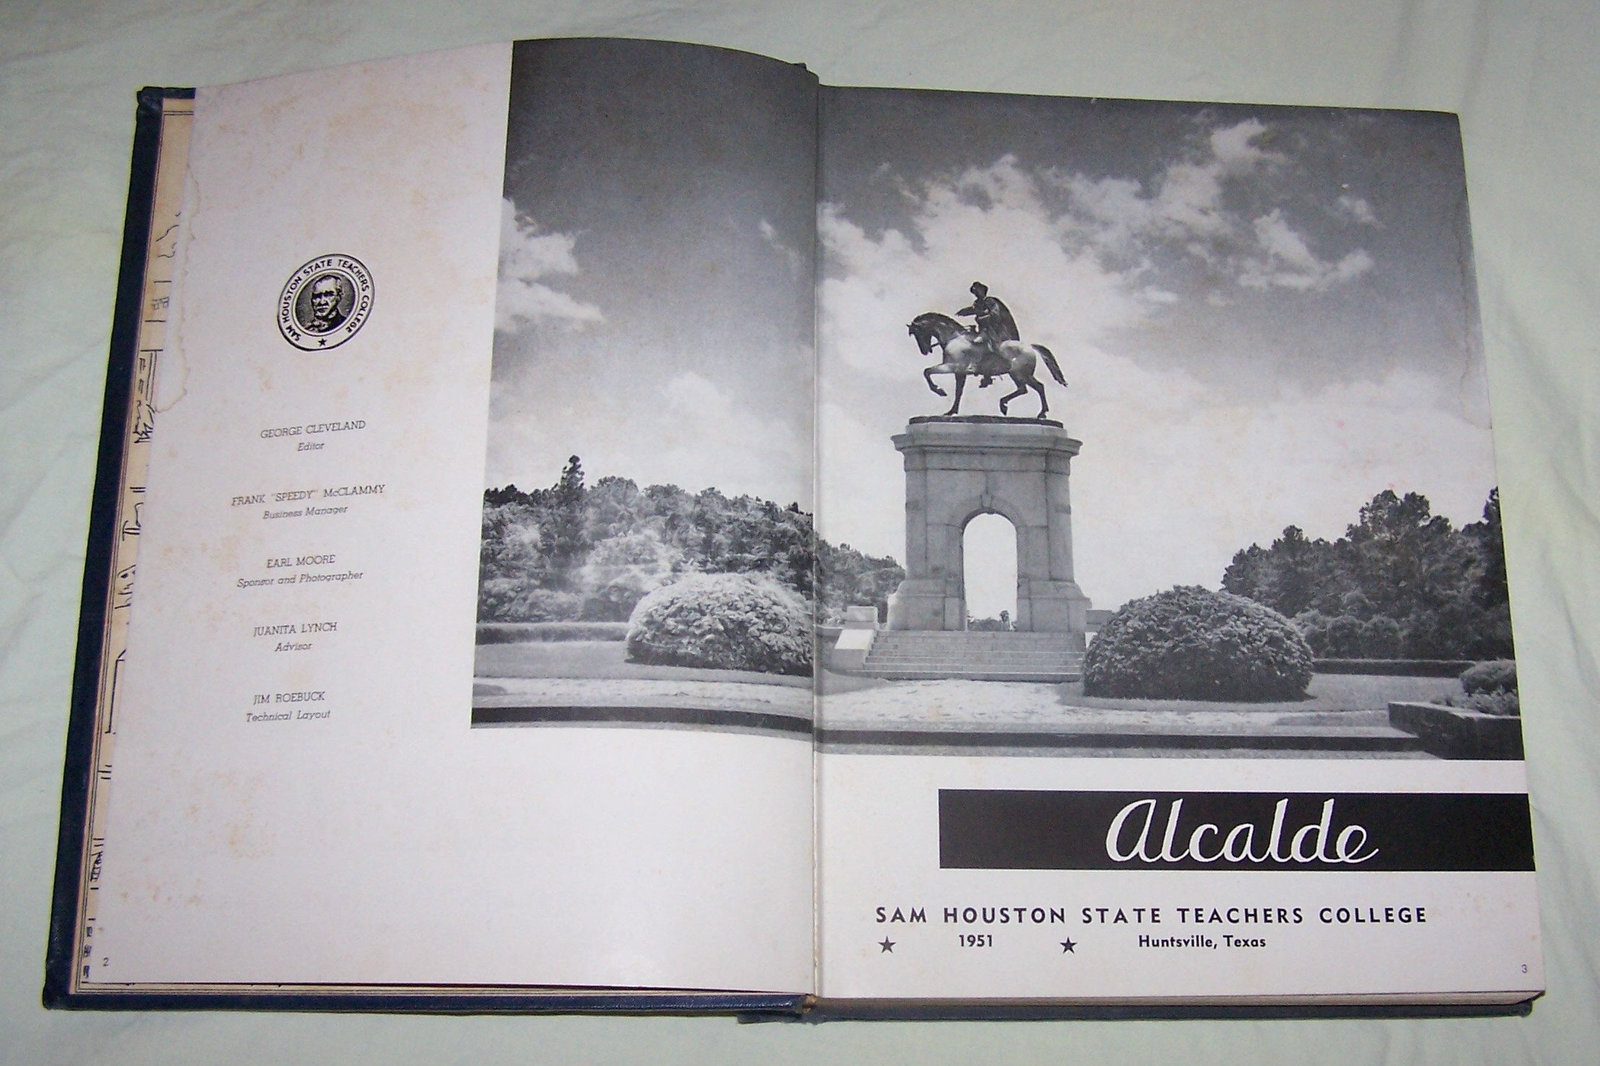 SAM HOUSTON STATE TEACHERS COLLEGE
GEORGE CLEVELAND
Editor
FRANK "SPEEDY" McCLAMMY
Business Manager
EARL MOORE
Sponsor and Photographer
JUANITA LYNCH
Advisor
JIM ROEBUCK
Technical Layout
2
Alcalde
SAM HOUSTON STATE TEACHERS COLLEGE
★ 1951 ★ Huntsville, Texas
3